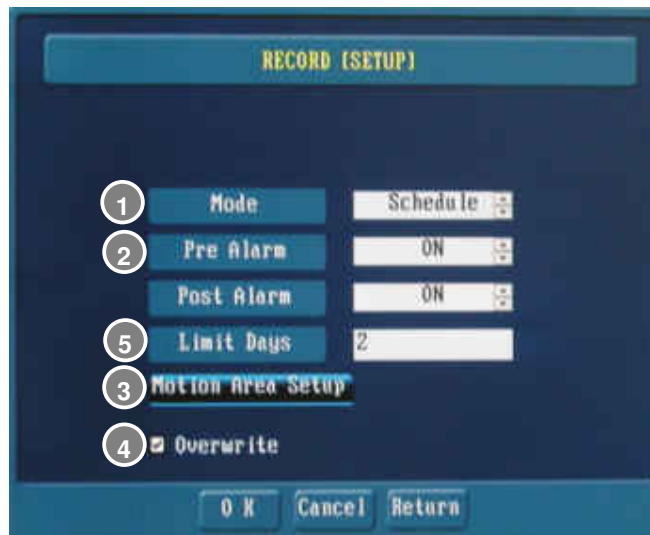 RECORD [SETUP]
1 Mode Schedule
2 Pre Alarm ON
Post Alarm ON
5 Limit Days 2
3 Motion Area Setup
4 Overwrite
O K Cancel Return